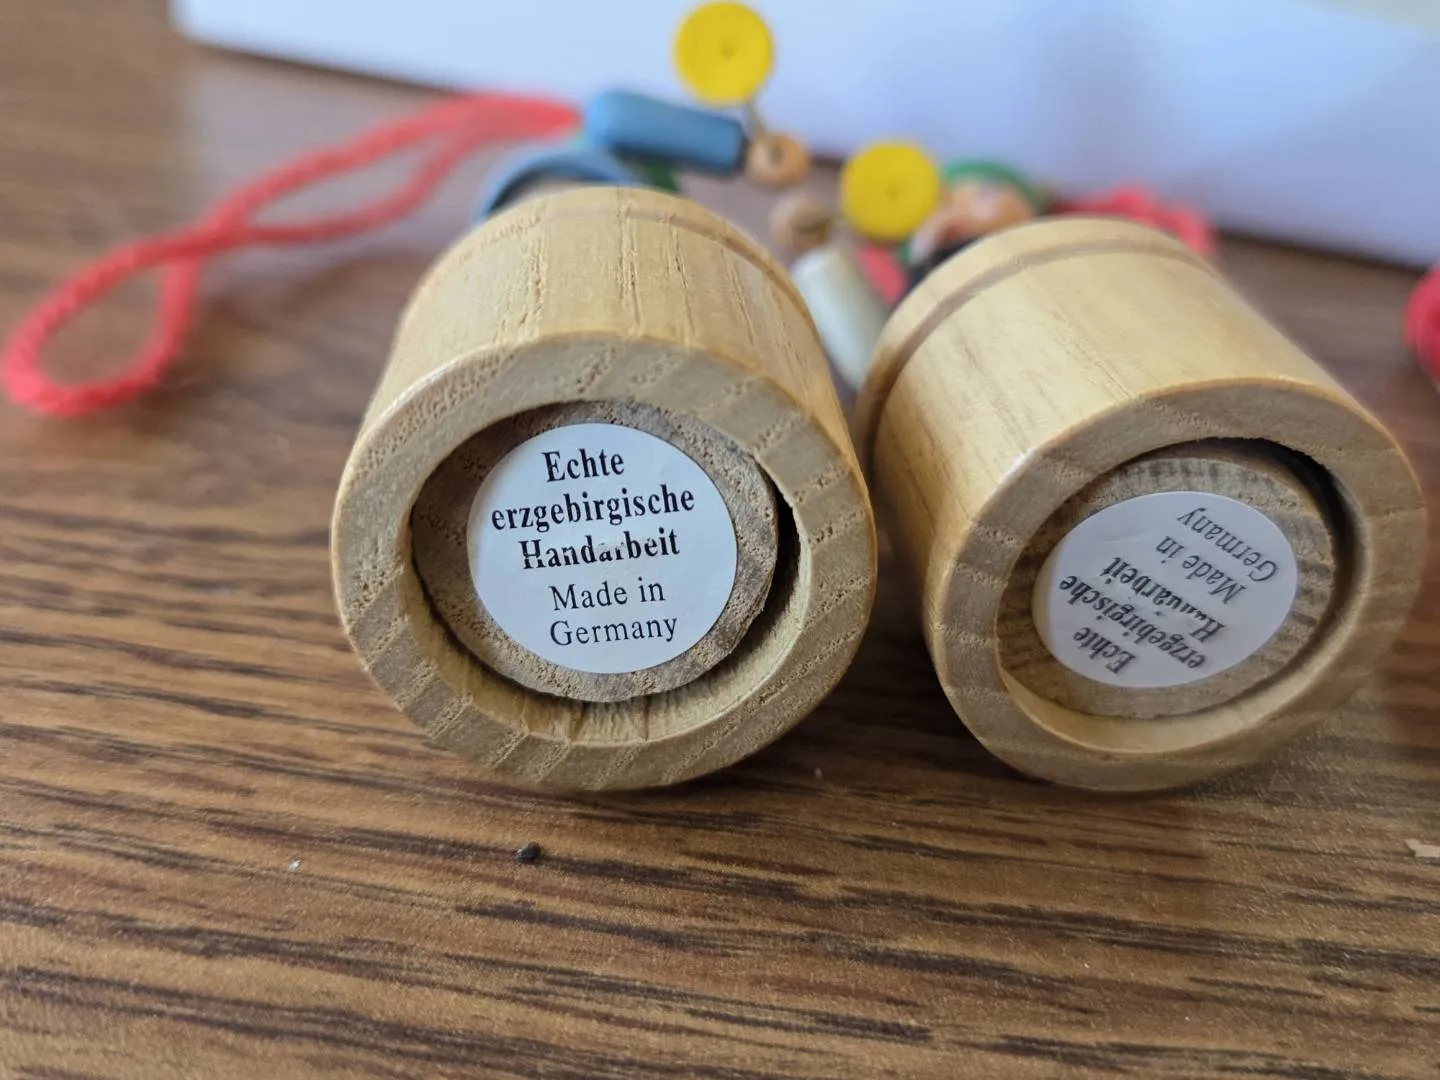 Echte
erzgebirgische
Handarbeit
Made in
Germany
Echte
erzgebirgische
Handarbeit
Made in
Germany